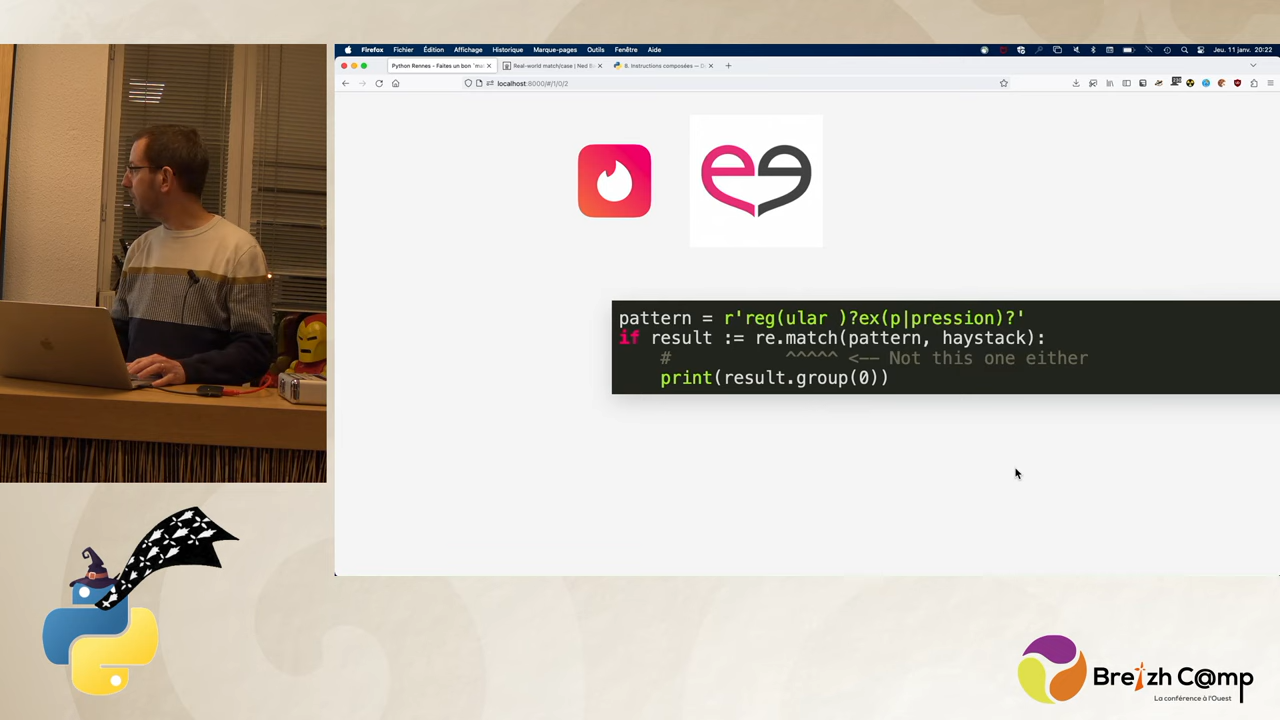 Firefox Fichier Édition Affichage Historique Marque-pages Outils Fenêtre Aide
Jeu. 11 janv. 20:22
Python Rennes - Faites un bon "ma
Real-world match/case | Ned B
8. Instructions composées — D
localhost:8000/#/1/0/2
pattern = r'reg(ular )?ex(p|pression)?'
if result := re.match(pattern, haystack):
# ^^^^^ <-- Not this one either
print(result.group(0))
Breizh C@mp
La conférence à l'Ouest